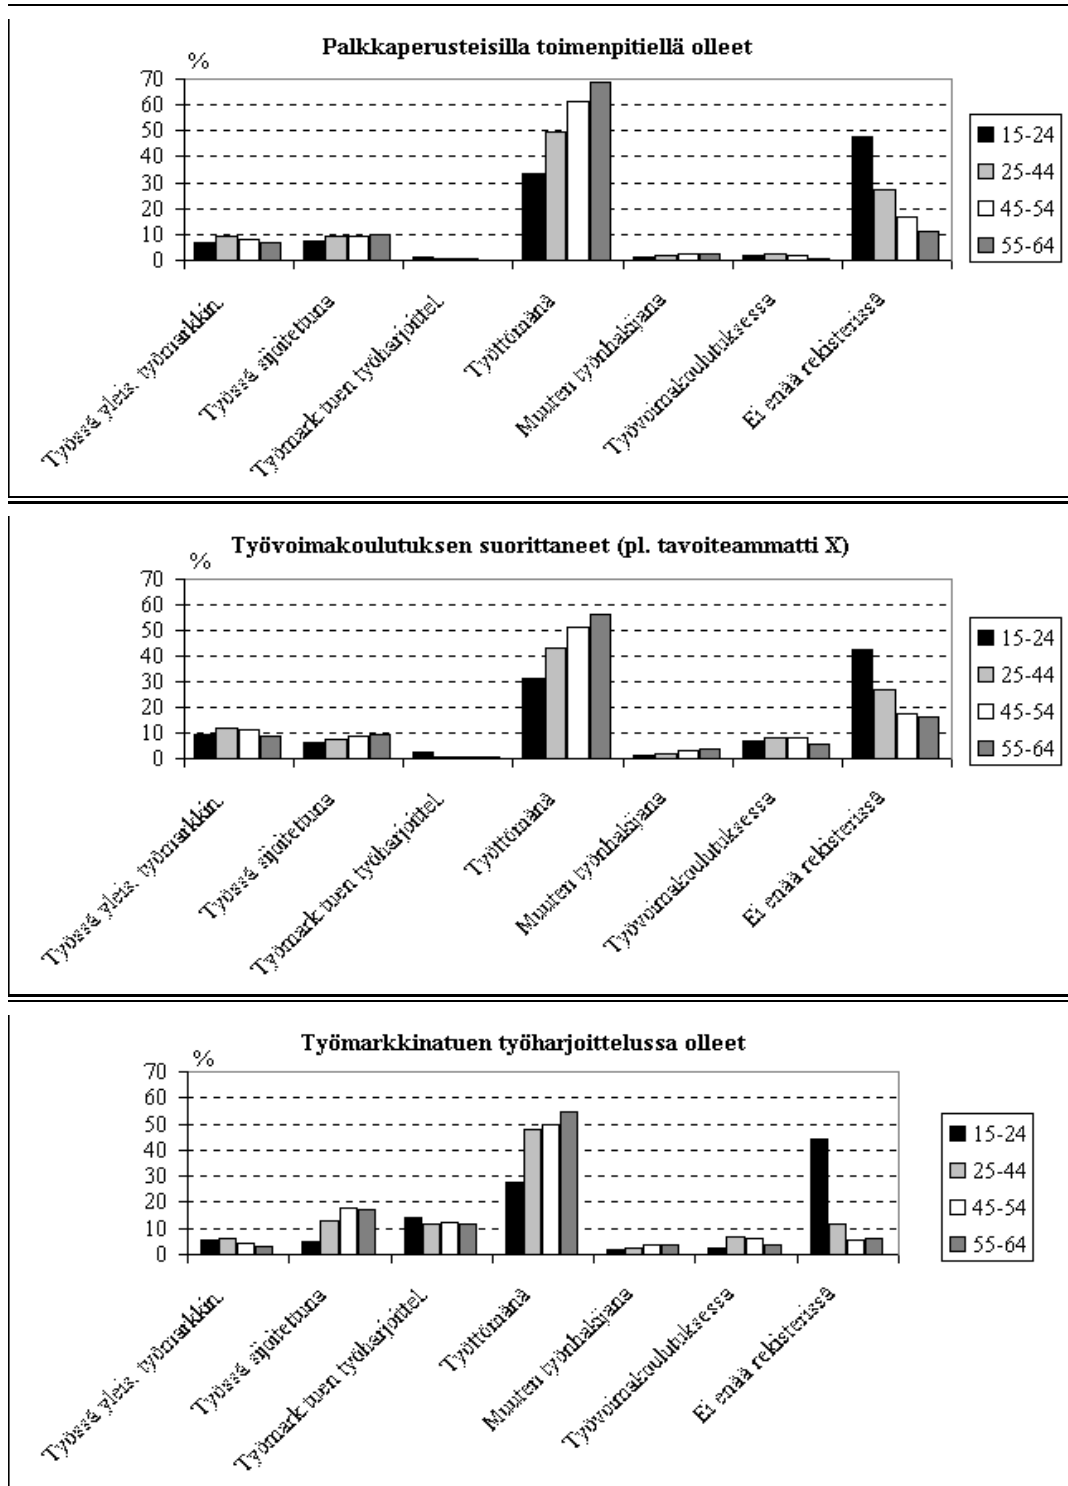 Palkkaperusteisilla toimenpitiellä olleet
%
70
60
50
40
30
20
10
0
15-24
25-44
45-54
55-64
Työssä yleis. työmarkkin.
Työssä sijoitettuna
Työmark tuen työharjoittel.
Työttömänä
Muuten työnhakijana
Työvoimakoulutuksessa
Ei enää rekisterissä
Työvoimakoulutuksen suorittaneet (pl. tavoiteammatti X)
%
70
60
50
40
30
20
10
0
15-24
25-44
45-54
55-64
Työssä yleis. työmarkkin.
Työssä sijoitettuna
Työmark tuen työharjoittel.
Työttömänä
Muuten työnhakijana
Työvoimakoulutuksessa
Ei enää rekisterissä
Työmarkkinatuen työharjoittelussa olleet
%
70
60
50
40
30
20
10
0
15-24
25-44
45-54
55-64
Työssä yleis. työmarkkin.
Työssä sijoitettuna
Työmark tuen työharjoittel.
Työttömänä
Muuten työnhakijana
Työvoimakoulutuksessa
Ei enää rekisterissä